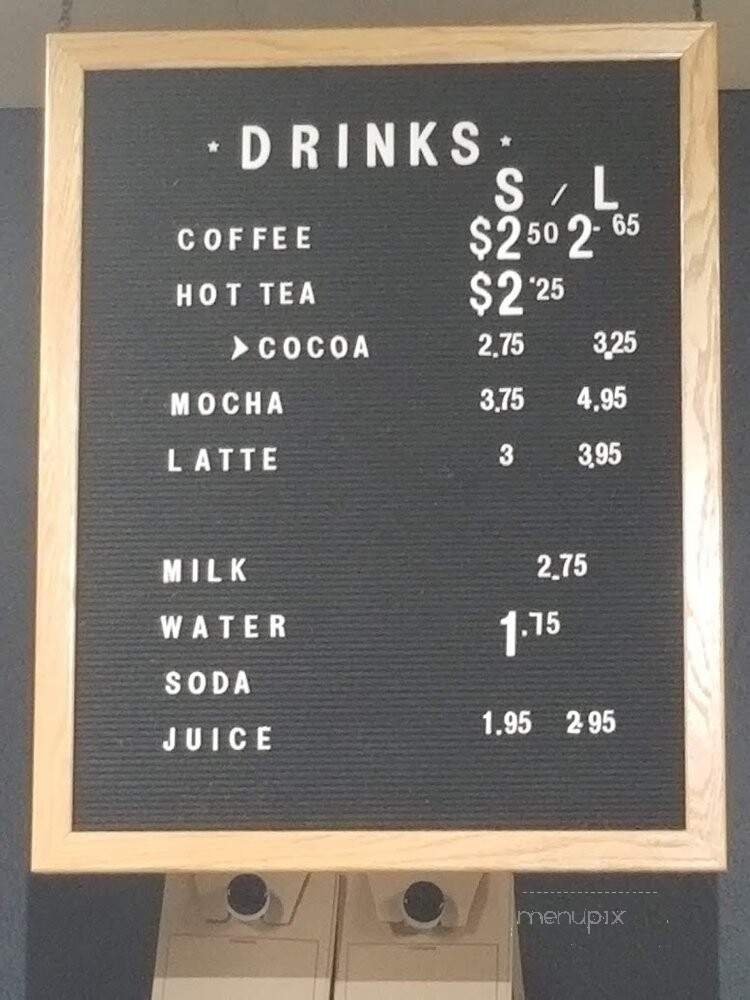 ★ DRINKS ★
S / L
COFFEE $2 50 2- 65
HOT TEA $2 .25
➤COCOA 2.75 3.25
MOCHA 3.75 4.95
LATTE 3 3.95
MILK 2.75
WATER 1.75
SODA
JUICE 1.95 2.95
menupix